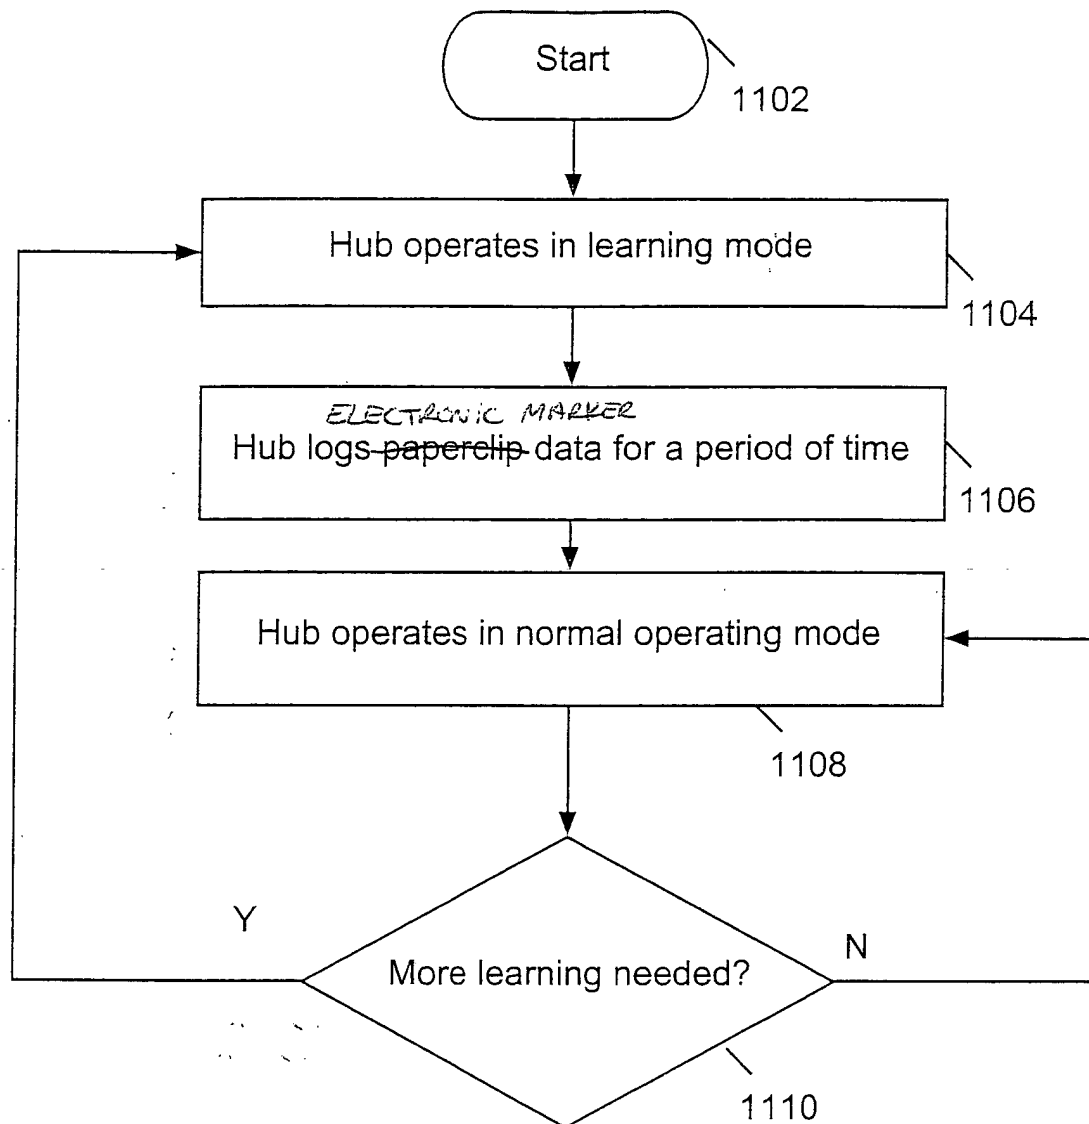 Start
1102
Hub operates in learning mode
1104
ELECTRONIC MARKER
Hub logs paperclip data for a period of time
1106
Hub operates in normal operating mode
1108
Y
N
More learning needed?
1110